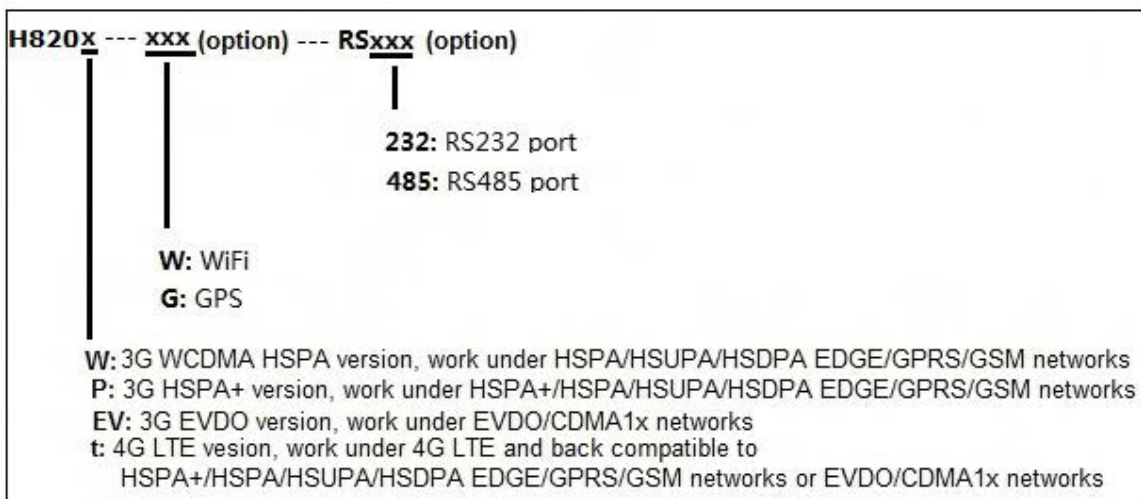 H820x --- xxx (option) --- RSxxx (option)
232: RS232 port
485: RS485 port
W: WiFi
G: GPS
W: 3G WCDMA HSPA version, work under HSPA/HSUPA/HSDPA EDGE/GPRS/GSM networks
P: 3G HSPA+ version, work under HSPA+/HSPA/HSUPA/HSDPA EDGE/GPRS/GSM networks
EV: 3G EVDO version, work under EVDO/CDMA1x networks
t: 4G LTE vesion, work under 4G LTE and back compatible to
HSPA+/HSPA/HSUPA/HSDPA EDGE/GPRS/GSM networks or EVDO/CDMA1x networks